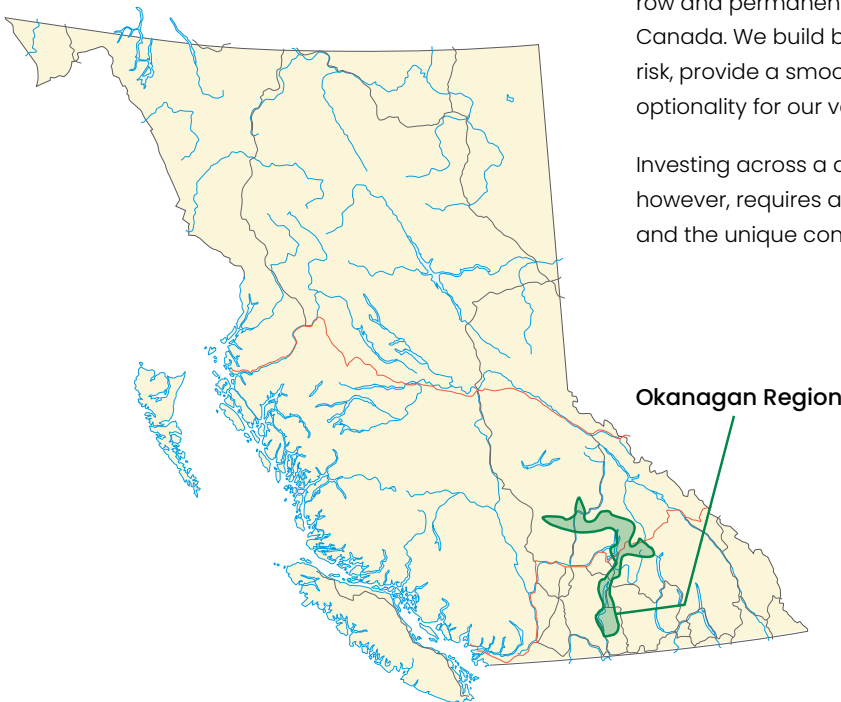 row and permanen
Canada. We build b
risk, provide a smoo
optionality for our v
Investing across a
however, requires a
and the unique con
Okanagan Region